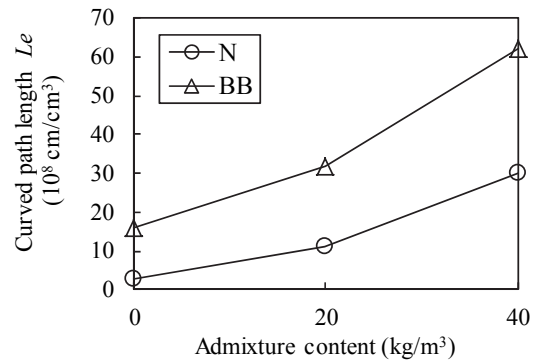 Curved path length Le
(10⁸ cm/cm³)
70
60
50
40
30
20
10
0
N
BB
0 20 40
Admixture content (kg/m³)